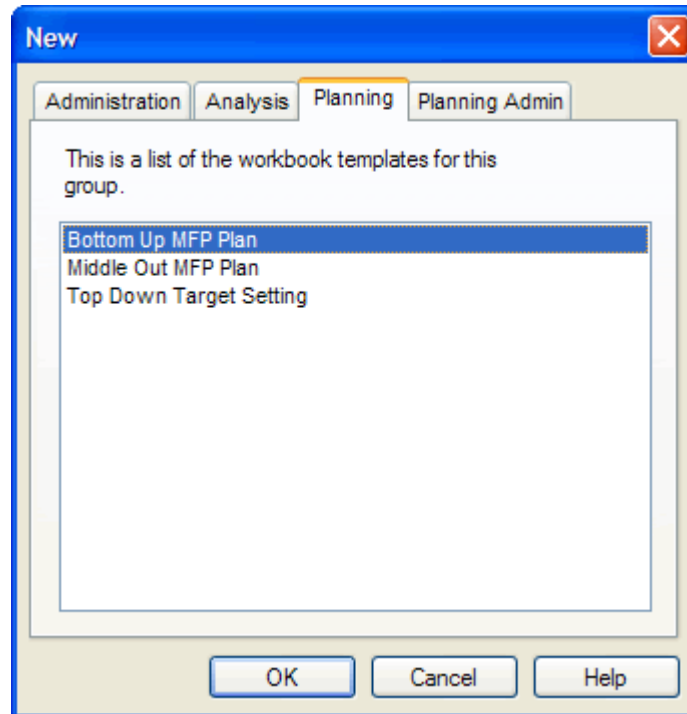 New
Administration Analysis Planning Planning Admin
This is a list of the workbook templates for this
group.
Bottom Up MFP Plan
Middle Out MFP Plan
Top Down Target Setting
OK Cancel Help